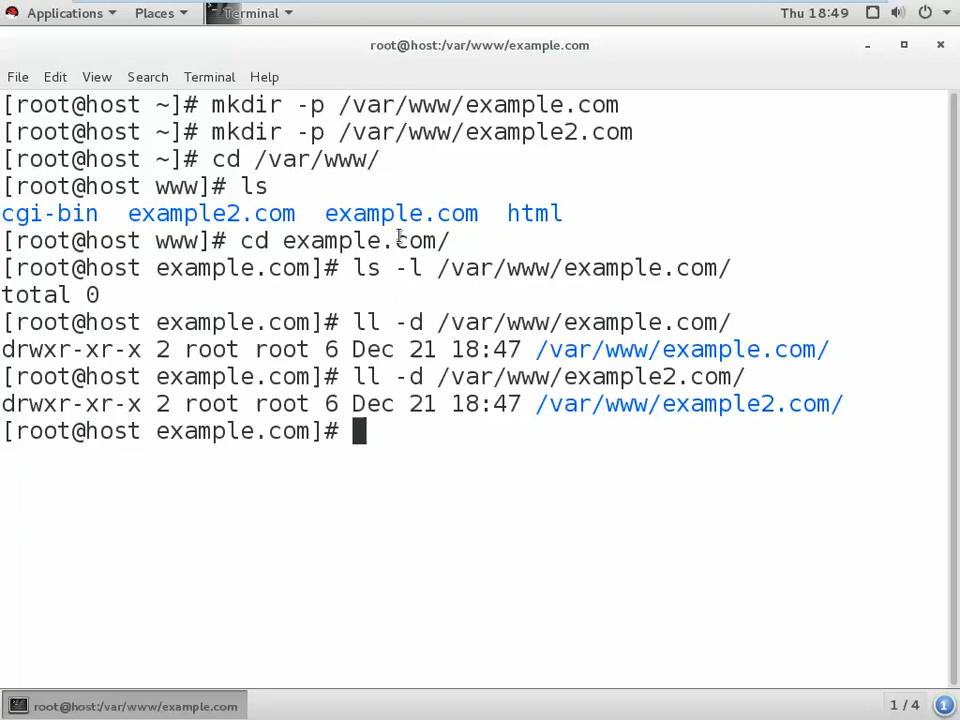 Applications Places Terminal Thu 18:49
root@host:/var/www/example.com
File Edit View Search Terminal Help
[root@host ~]# mkdir -p /var/www/example.com
[root@host ~]# mkdir -p /var/www/example2.com
[root@host ~]# cd /var/www/
[root@host www]# ls
cgi-bin example2.com example.com html
[root@host www]# cd example.com/
[root@host example.com]# ls -l /var/www/example.com/
total 0
[root@host example.com]# ll -d /var/www/example.com/
drwxr-xr-x 2 root root 6 Dec 21 18:47 /var/www/example.com/
[root@host example.com]# ll -d /var/www/example2.com/
drwxr-xr-x 2 root root 6 Dec 21 18:47 /var/www/example2.com/
[root@host example.com]#
root@host:/var/www/example.com 1 / 4 1